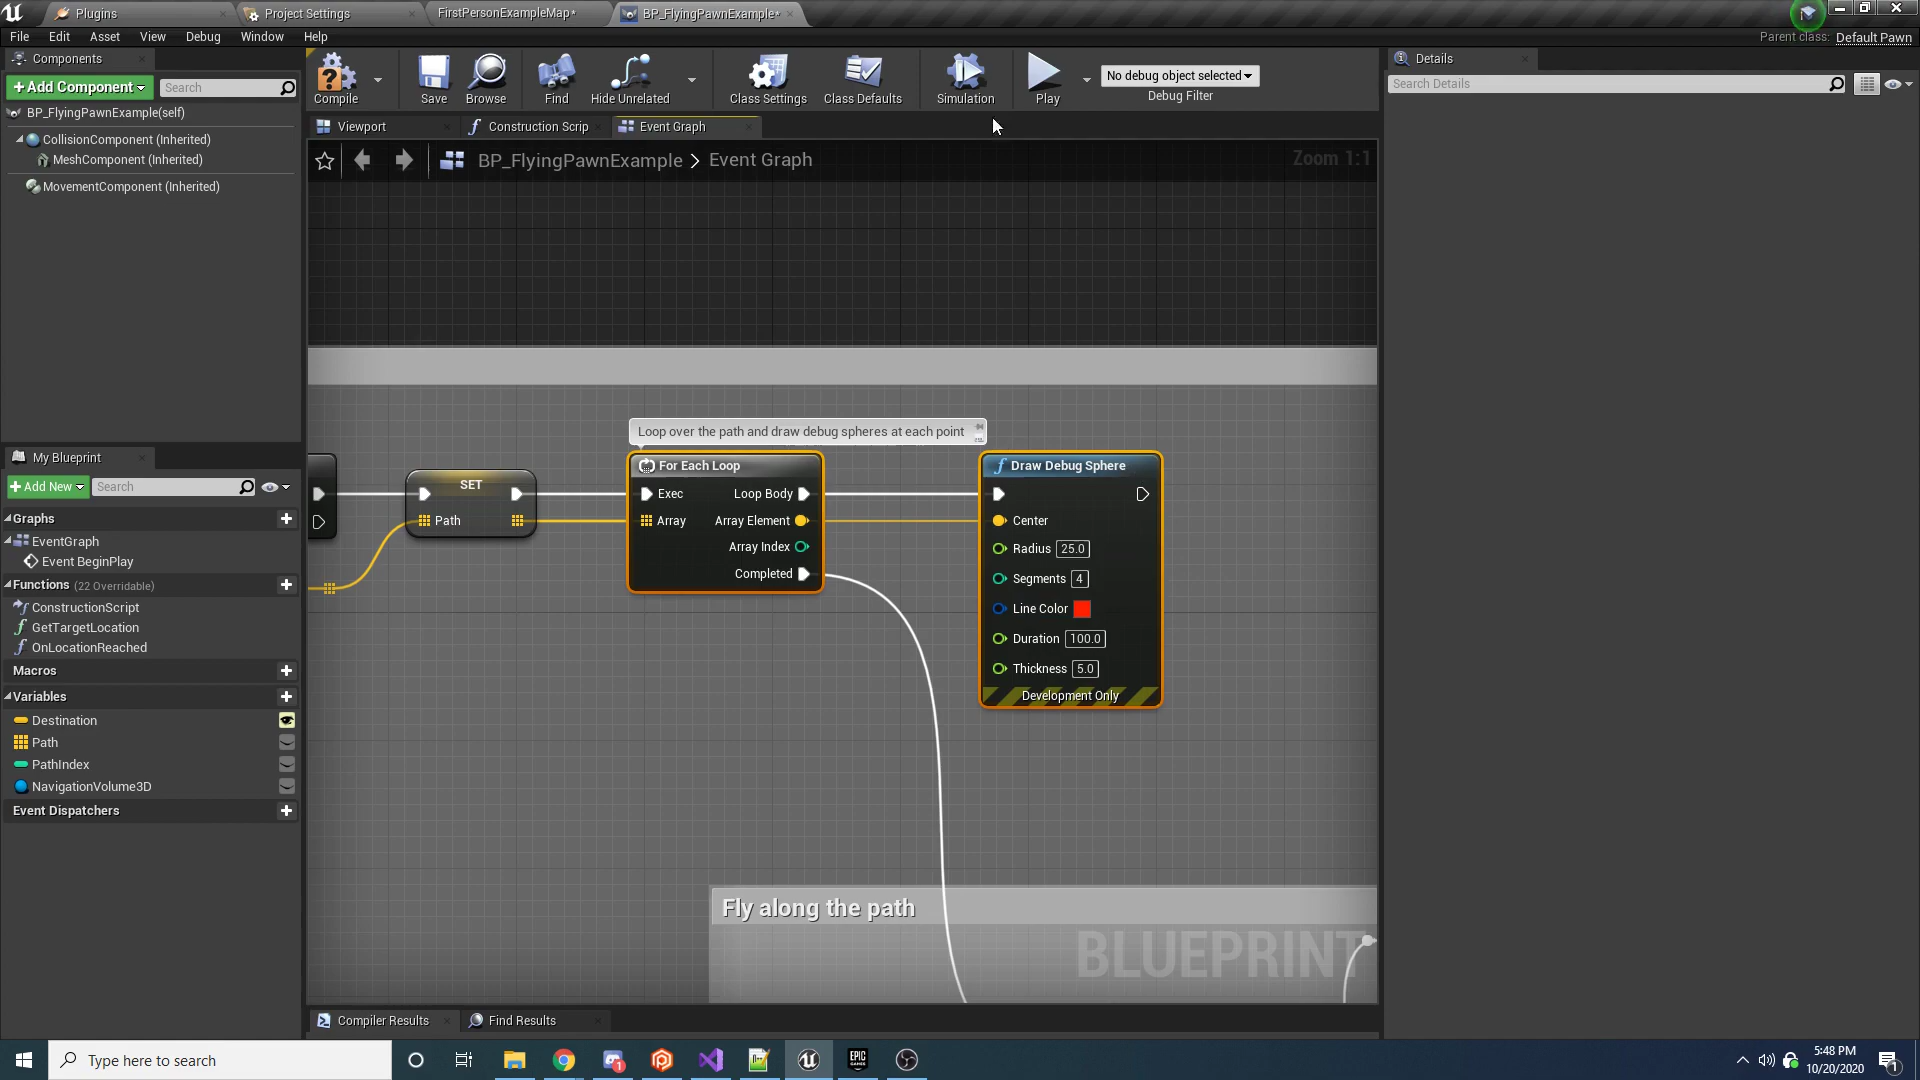 Plugins
Project Settings
FirstPersonExampleMap*
BP_FlyingPawnExample*
File Edit Asset View Debug Window Help
Parent class: Default Pawn
Components
+Add Component
Search
BP_FlyingPawnExample(self)
CollisionComponent (Inherited)
MeshComponent (Inherited)
MovementComponent (Inherited)
Compile
Save
Browse
Find
Hide Unrelated
Class Settings
Class Defaults
Simulation
Play
No debug object selected
Debug Filter
Details
Search Details
Viewport
Construction Scrip
Event Graph
BP_FlyingPawnExample > Event Graph
Zoom 1:1
My Blueprint
+Add New
Search
Graphs
EventGraph
Event BeginPlay
Functions (22 Overridable)
ConstructionScript
GetTargetLocation
OnLocationReached
Macros
Variables
Destination
Path
PathIndex
NavigationVolume3D
Event Dispatchers
SET
Path
Loop over the path and draw debug spheres at each point
For Each Loop
Exec Loop Body
Array Array Element
Array Index
Completed
Draw Debug Sphere
Center
Radius 25.0
Segments 4
Line Color
Duration 100.0
Thickness 5.0
Development Only
Fly along the path
BLUEPRINT
Compiler Results
Find Results
Type here to search
EPIC
GAMES
1
5:48 PM
10/20/2020
1